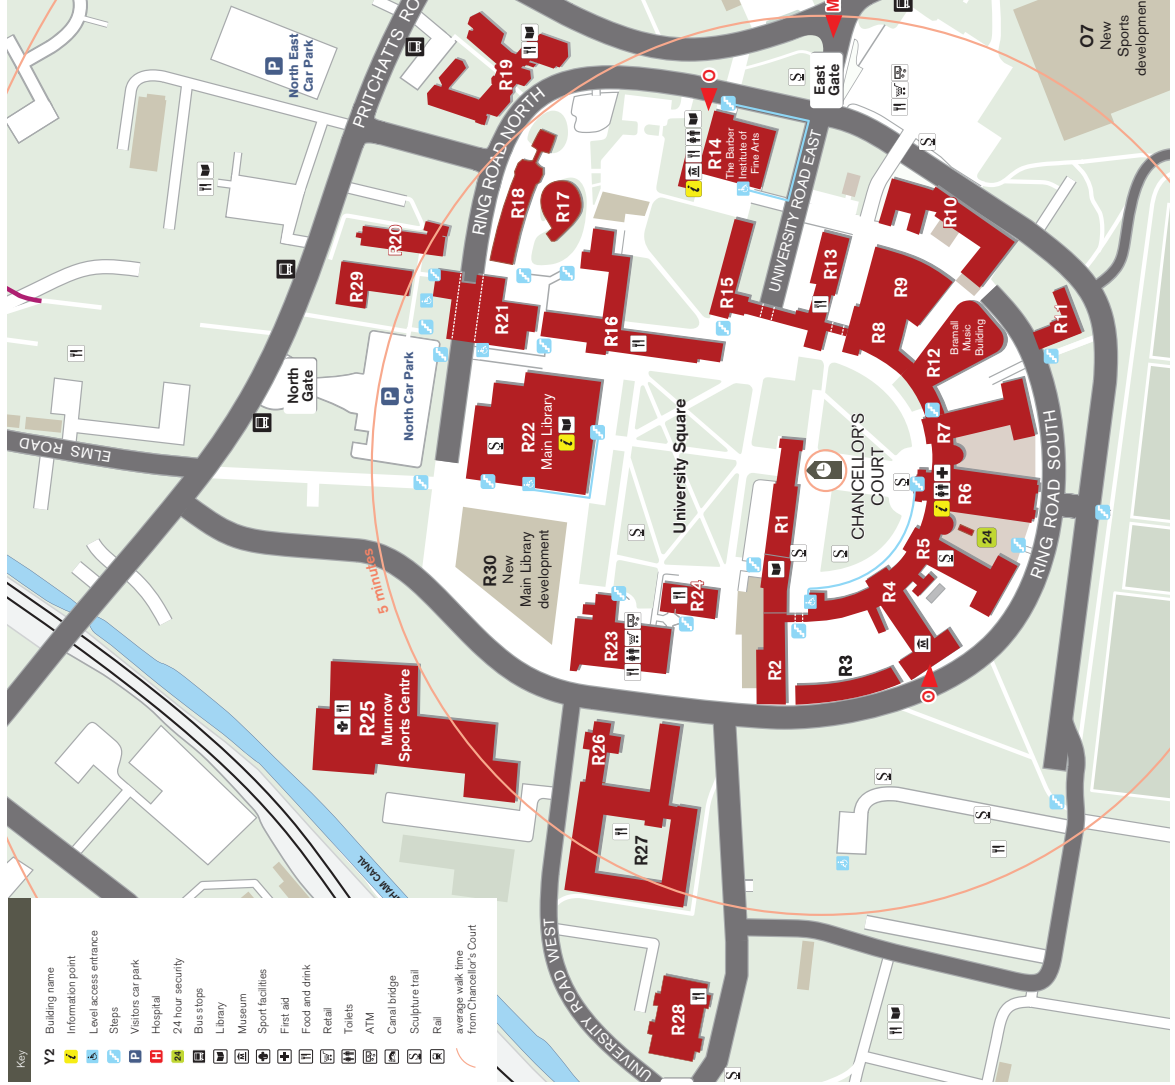 PRITCHATTS RO
North East
Car Park
P
R19
O7
New
Sports
development
M
East
Gate
O
RING ROAD NORTH
R14
The Barber
Institute of
Fine Arts
UNIVERSITY ROAD EAST
R18
R17
R20
R29
R10
R13
R15
R9
R21
R16
R8
R11
R12
Bramall
Music
Building
North
Gate
North Car Park
P
ELMS ROAD
R22
Main Library
University Square
CHANCELLOR'S
COURT
R7
RING ROAD SOUTH
R6
R1
R5
24
R30
New
Main Library
development
5 minutes
R24
R4
R23
R2
R3
O
R25
Munrow
Sports Centre
R26
R27
HAM CANAL
UNIVERSITY ROAD WEST
R28
Key
Y2 Building name
i Information point
Level access entrance
Steps
P Visitors car park
H Hospital
24 24 hour security
Bus stops
Library
Museum
Sport facilities
First aid
Food and drink
Retail
Toilets
ATM
Canal bridge
Sculpture trail
Rail
average walk time
from Chancellor's Court